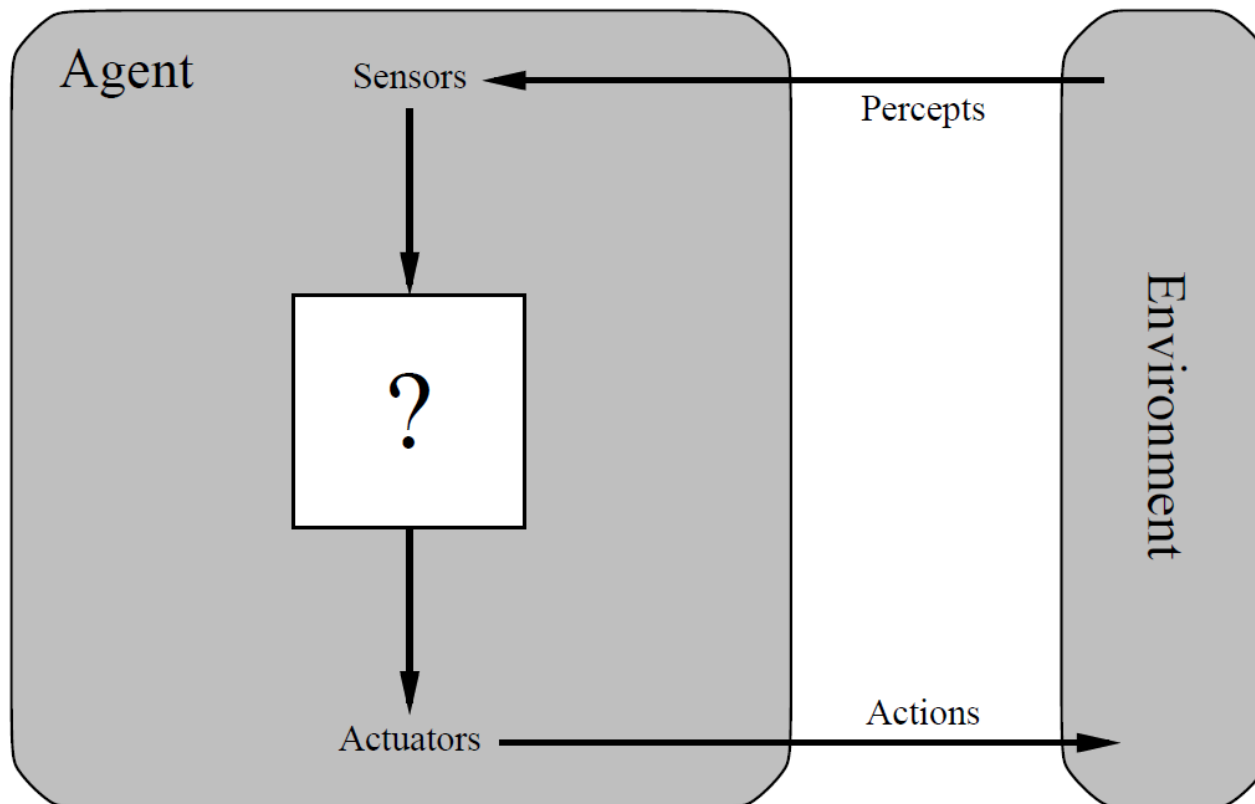 Agent
Sensors
Percepts
?
Environment
Actions
Actuators